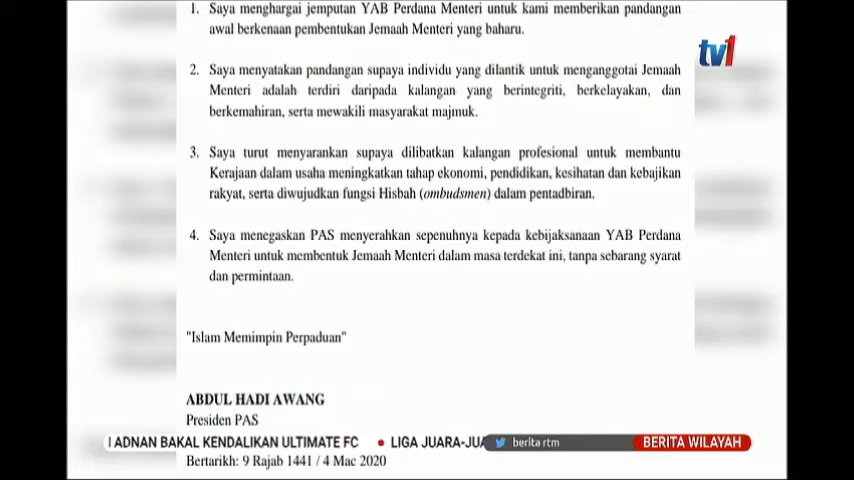 1. Saya menghargai jemputan YAB Perdana Menteri untuk kami memberikan pandangan
awal berkenaan pembentukan Jemaah Menteri yang baharu.
tv1
2. Saya menyatakan pandangan supaya individu yang dilantik untuk menganggotai Jemaah
Menteri adalah terdiri daripada kalangan yang berintegriti, berkelayakan, dan
berkemahiran, serta mewakili masyarakat majmuk.
3. Saya turut menyarankan supaya dilibatkan kalangan profesional untuk membantu
Kerajaan dalam usaha meningkatkan tahap ekonomi, pendidikan, kesihatan dan kebajikan
rakyat, serta diwujudkan fungsi Hisbah (ombudsmen) dalam pentadbiran.
4. Saya menegaskan PAS menyerahkan sepenuhnya kepada kebijaksanaan YAB Perdana
Menteri untuk membentuk Jemaah Menteri dalam masa terdekat ini, tanpa sebarang syarat
dan permintaan.
"Islam Memimpin Perpaduan"
ABDUL HADI AWANG
Presiden PAS
ADNAN BAKAL KENDALIKAN ULTIMATE FC • LIGA JUARA-JUA berita rtm BERITA WILAYAH
Bertarikh: 9 Rajab 1441 / 4 Mac 2020